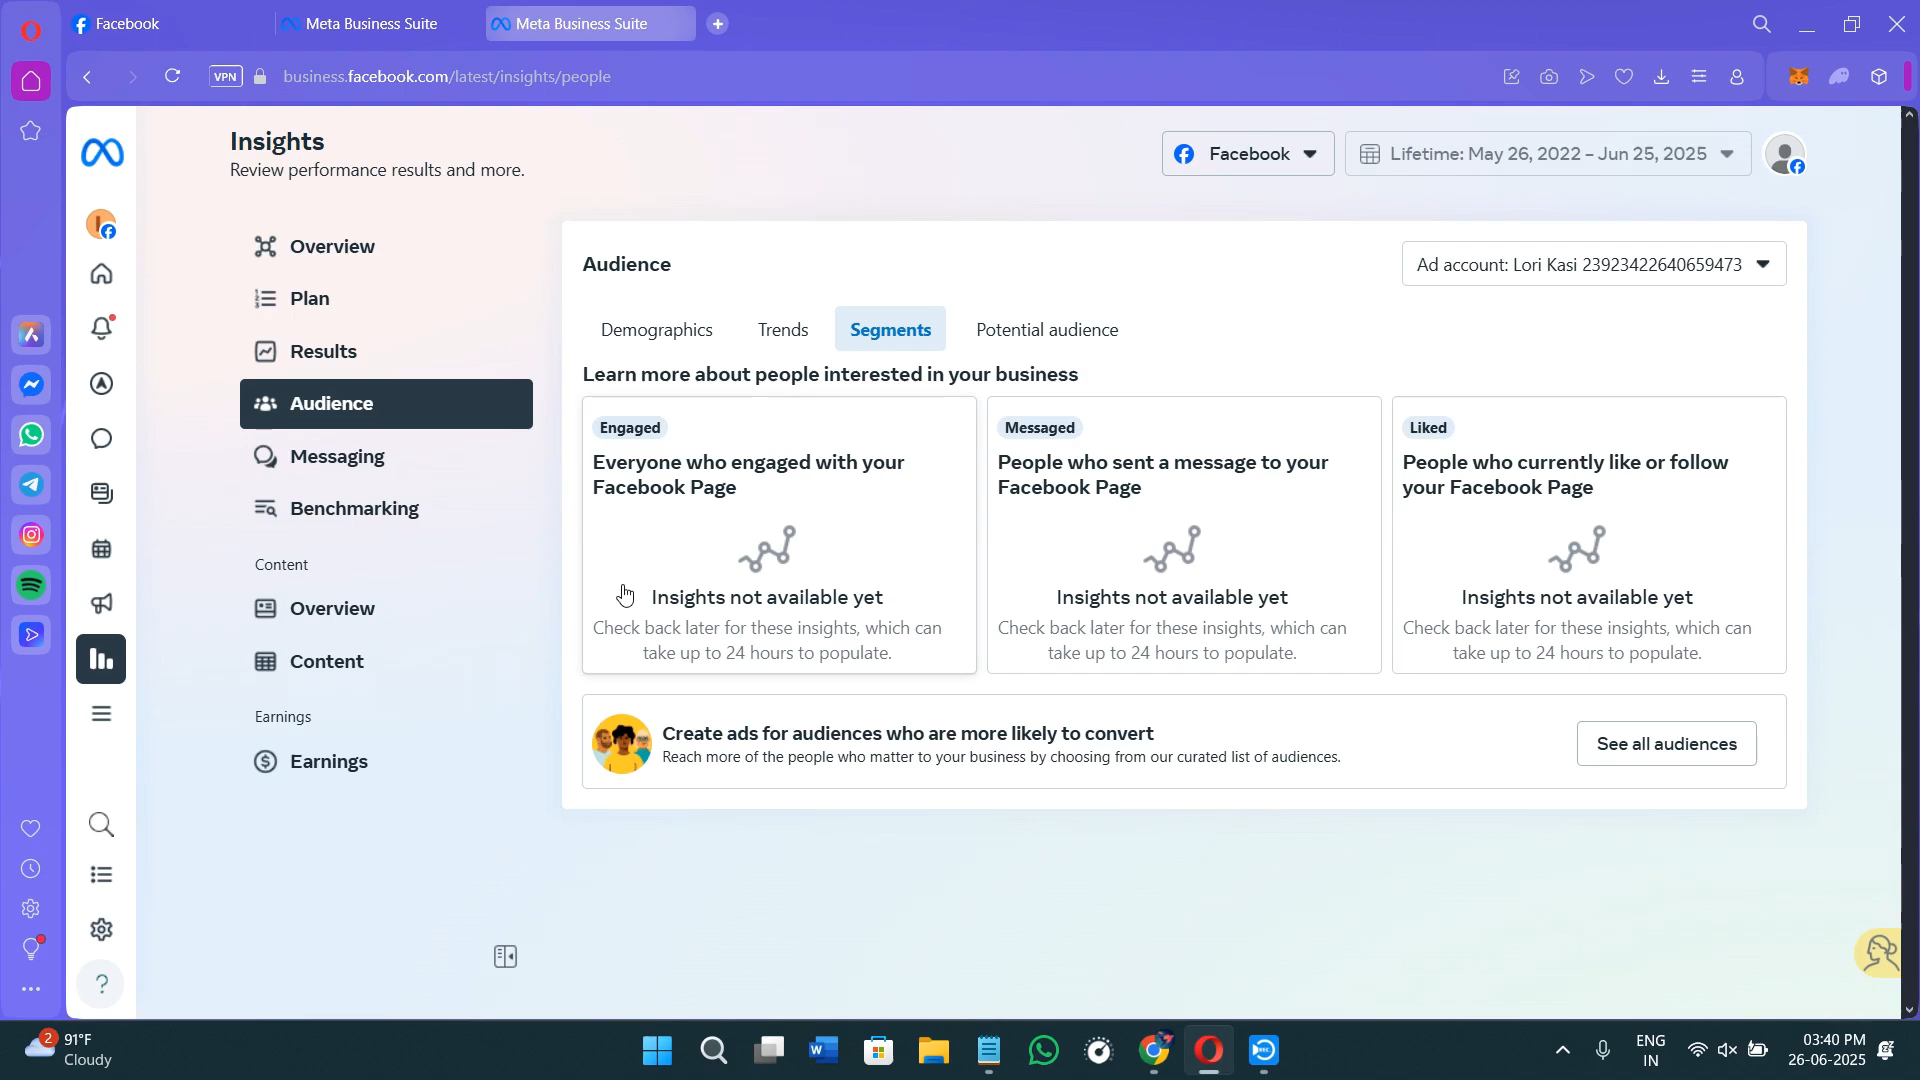 Facebook
Meta Business Suite
Meta Business Suite
VPN
business.facebook.com/latest/insights/people
Insights
Review performance results and more.
Facebook
Lifetime: May 26, 2022 – Jun 25, 2025
Overview
Plan
Results
Audience
Messaging
Benchmarking
Content
Overview
Content
Earnings
Earnings
Audience
Ad account: Lori Kasi 23923422640659473
Demographics
Trends
Segments
Potential audience
Learn more about people interested in your business
Engaged
Everyone who engaged with your
Facebook Page
Insights not available yet
Check back later for these insights, which can
take up to 24 hours to populate.
Messaged
People who sent a message to your
Facebook Page
Insights not available yet
Check back later for these insights, which can
take up to 24 hours to populate.
Liked
People who currently like or follow
your Facebook Page
Insights not available yet
Check back later for these insights, which can
take up to 24 hours to populate.
Create ads for audiences who are more likely to convert
Reach more of the people who matter to your business by choosing from our curated list of audiences.
See all audiences
2
91°F
Cloudy
ENG
IN
03:40 PM
26-06-2025